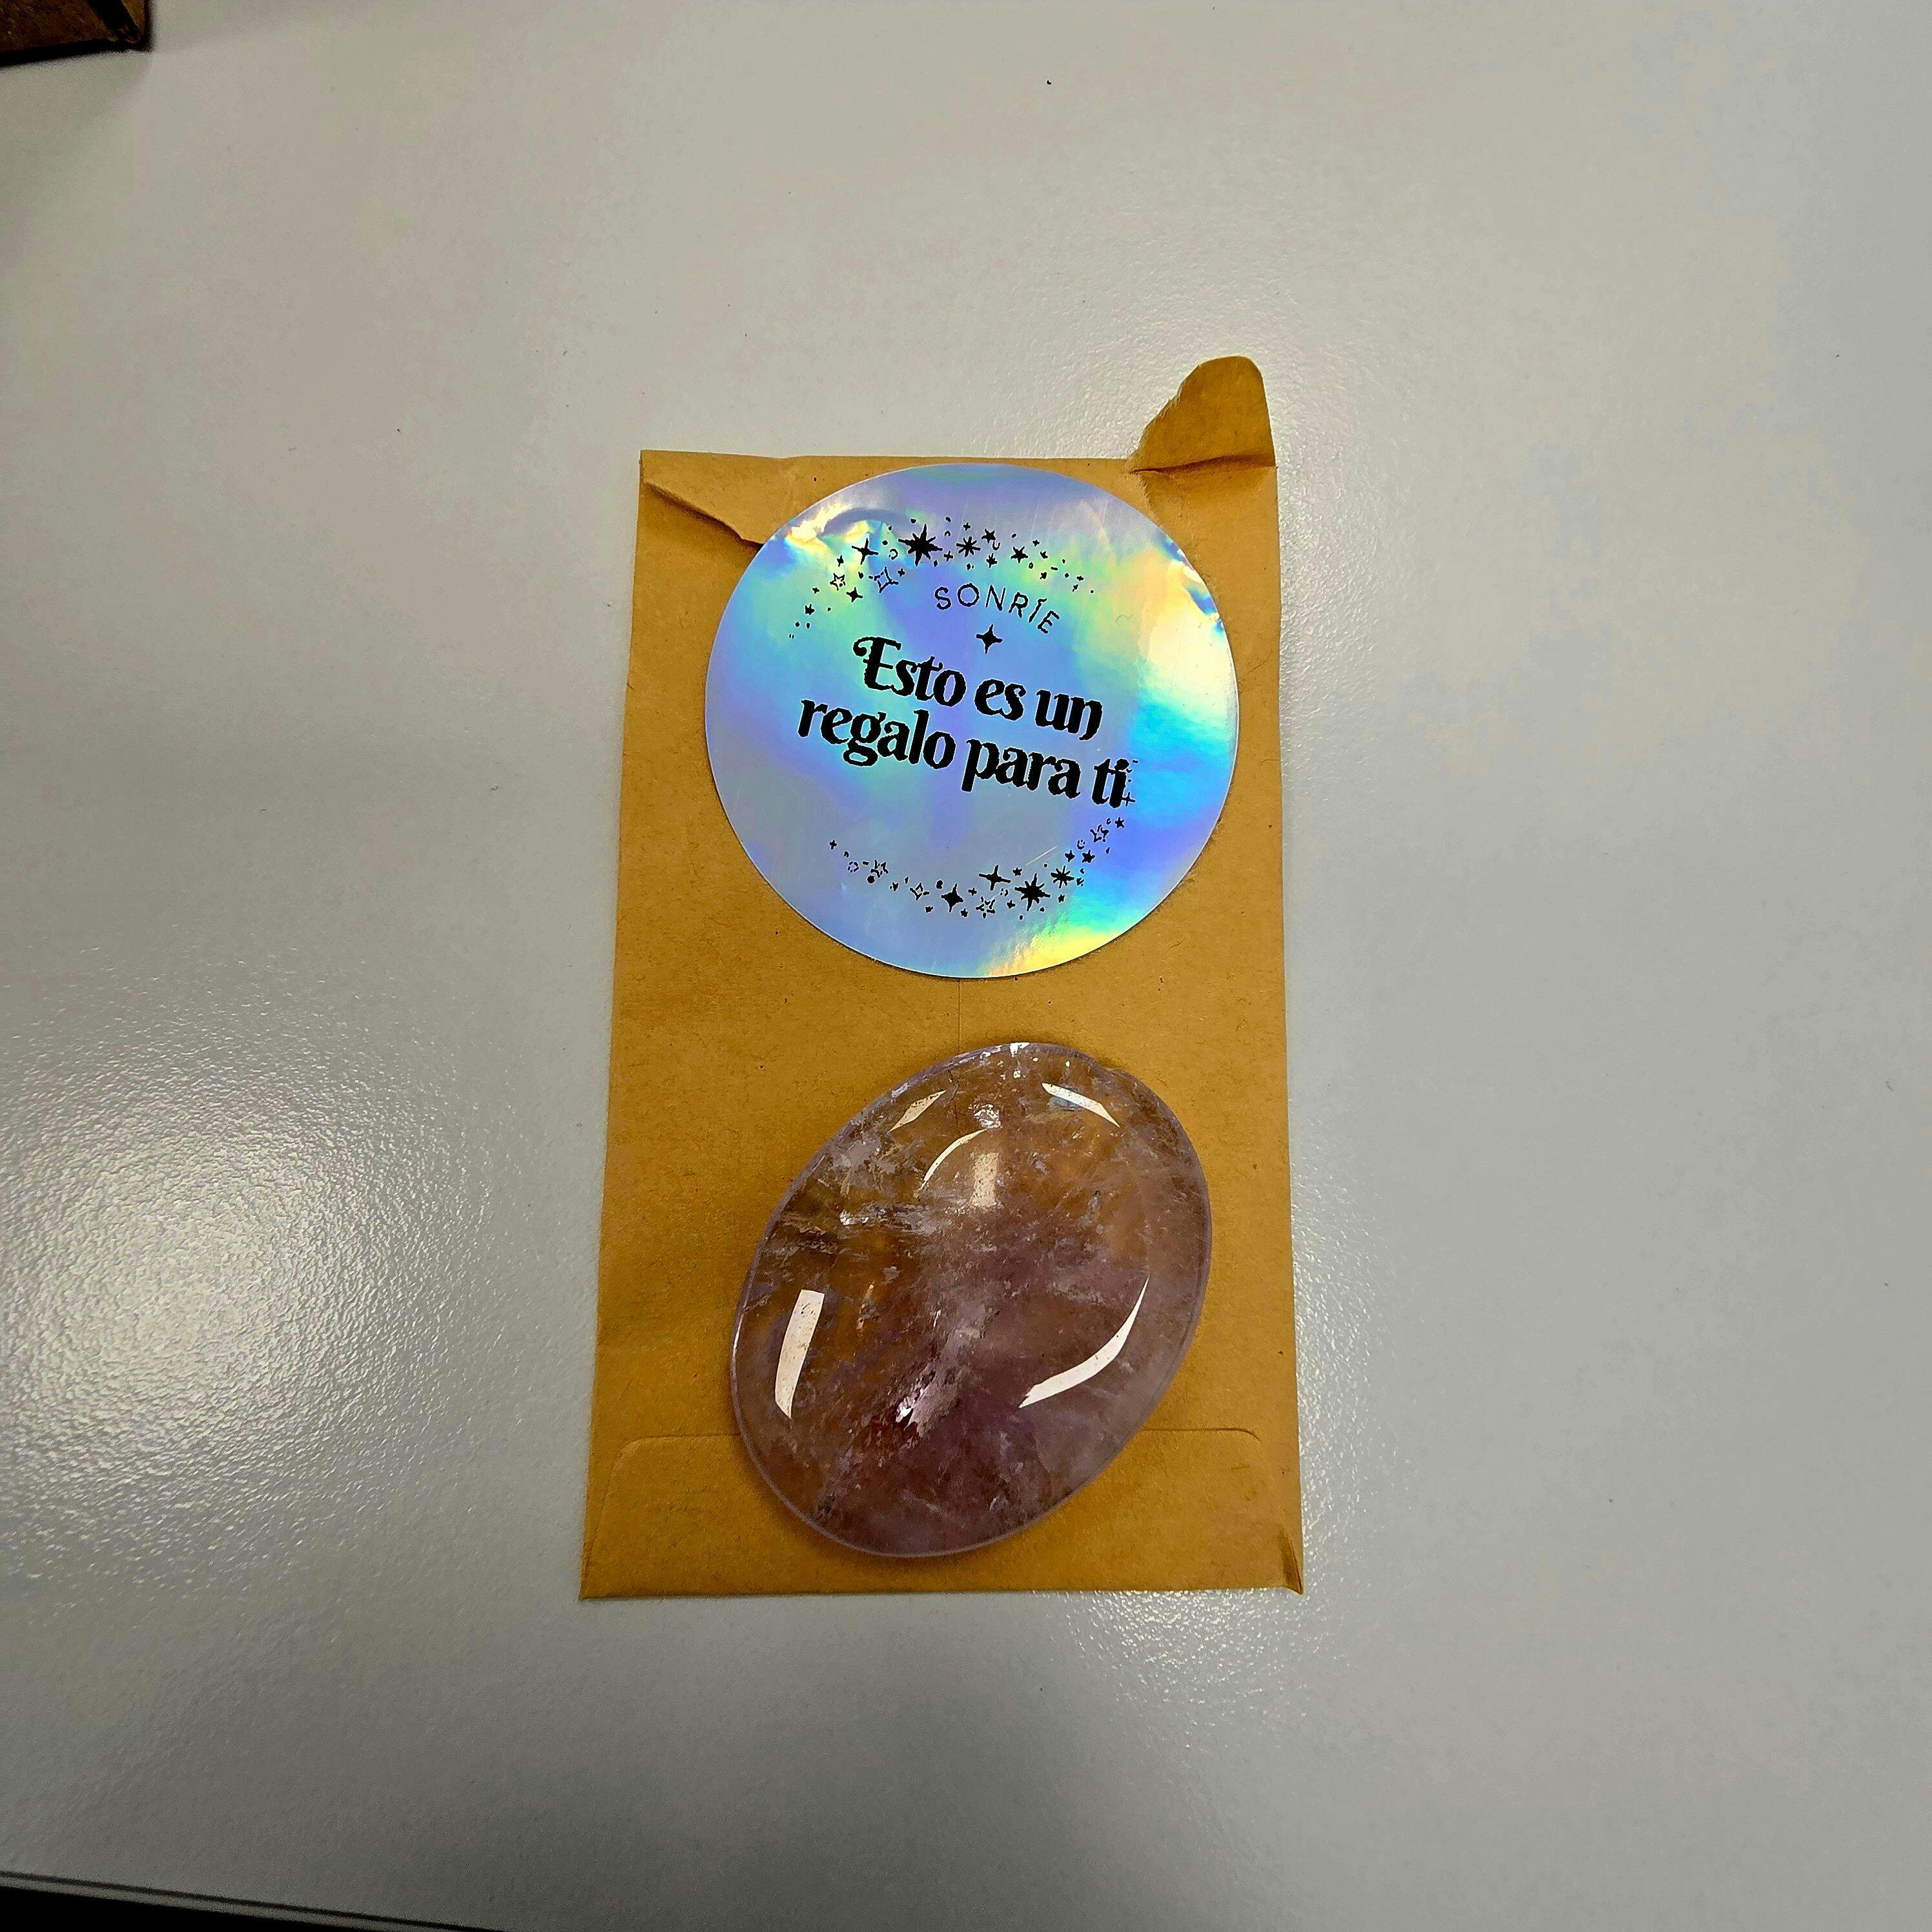 SONRÍE
Esto es un
regalo para ti